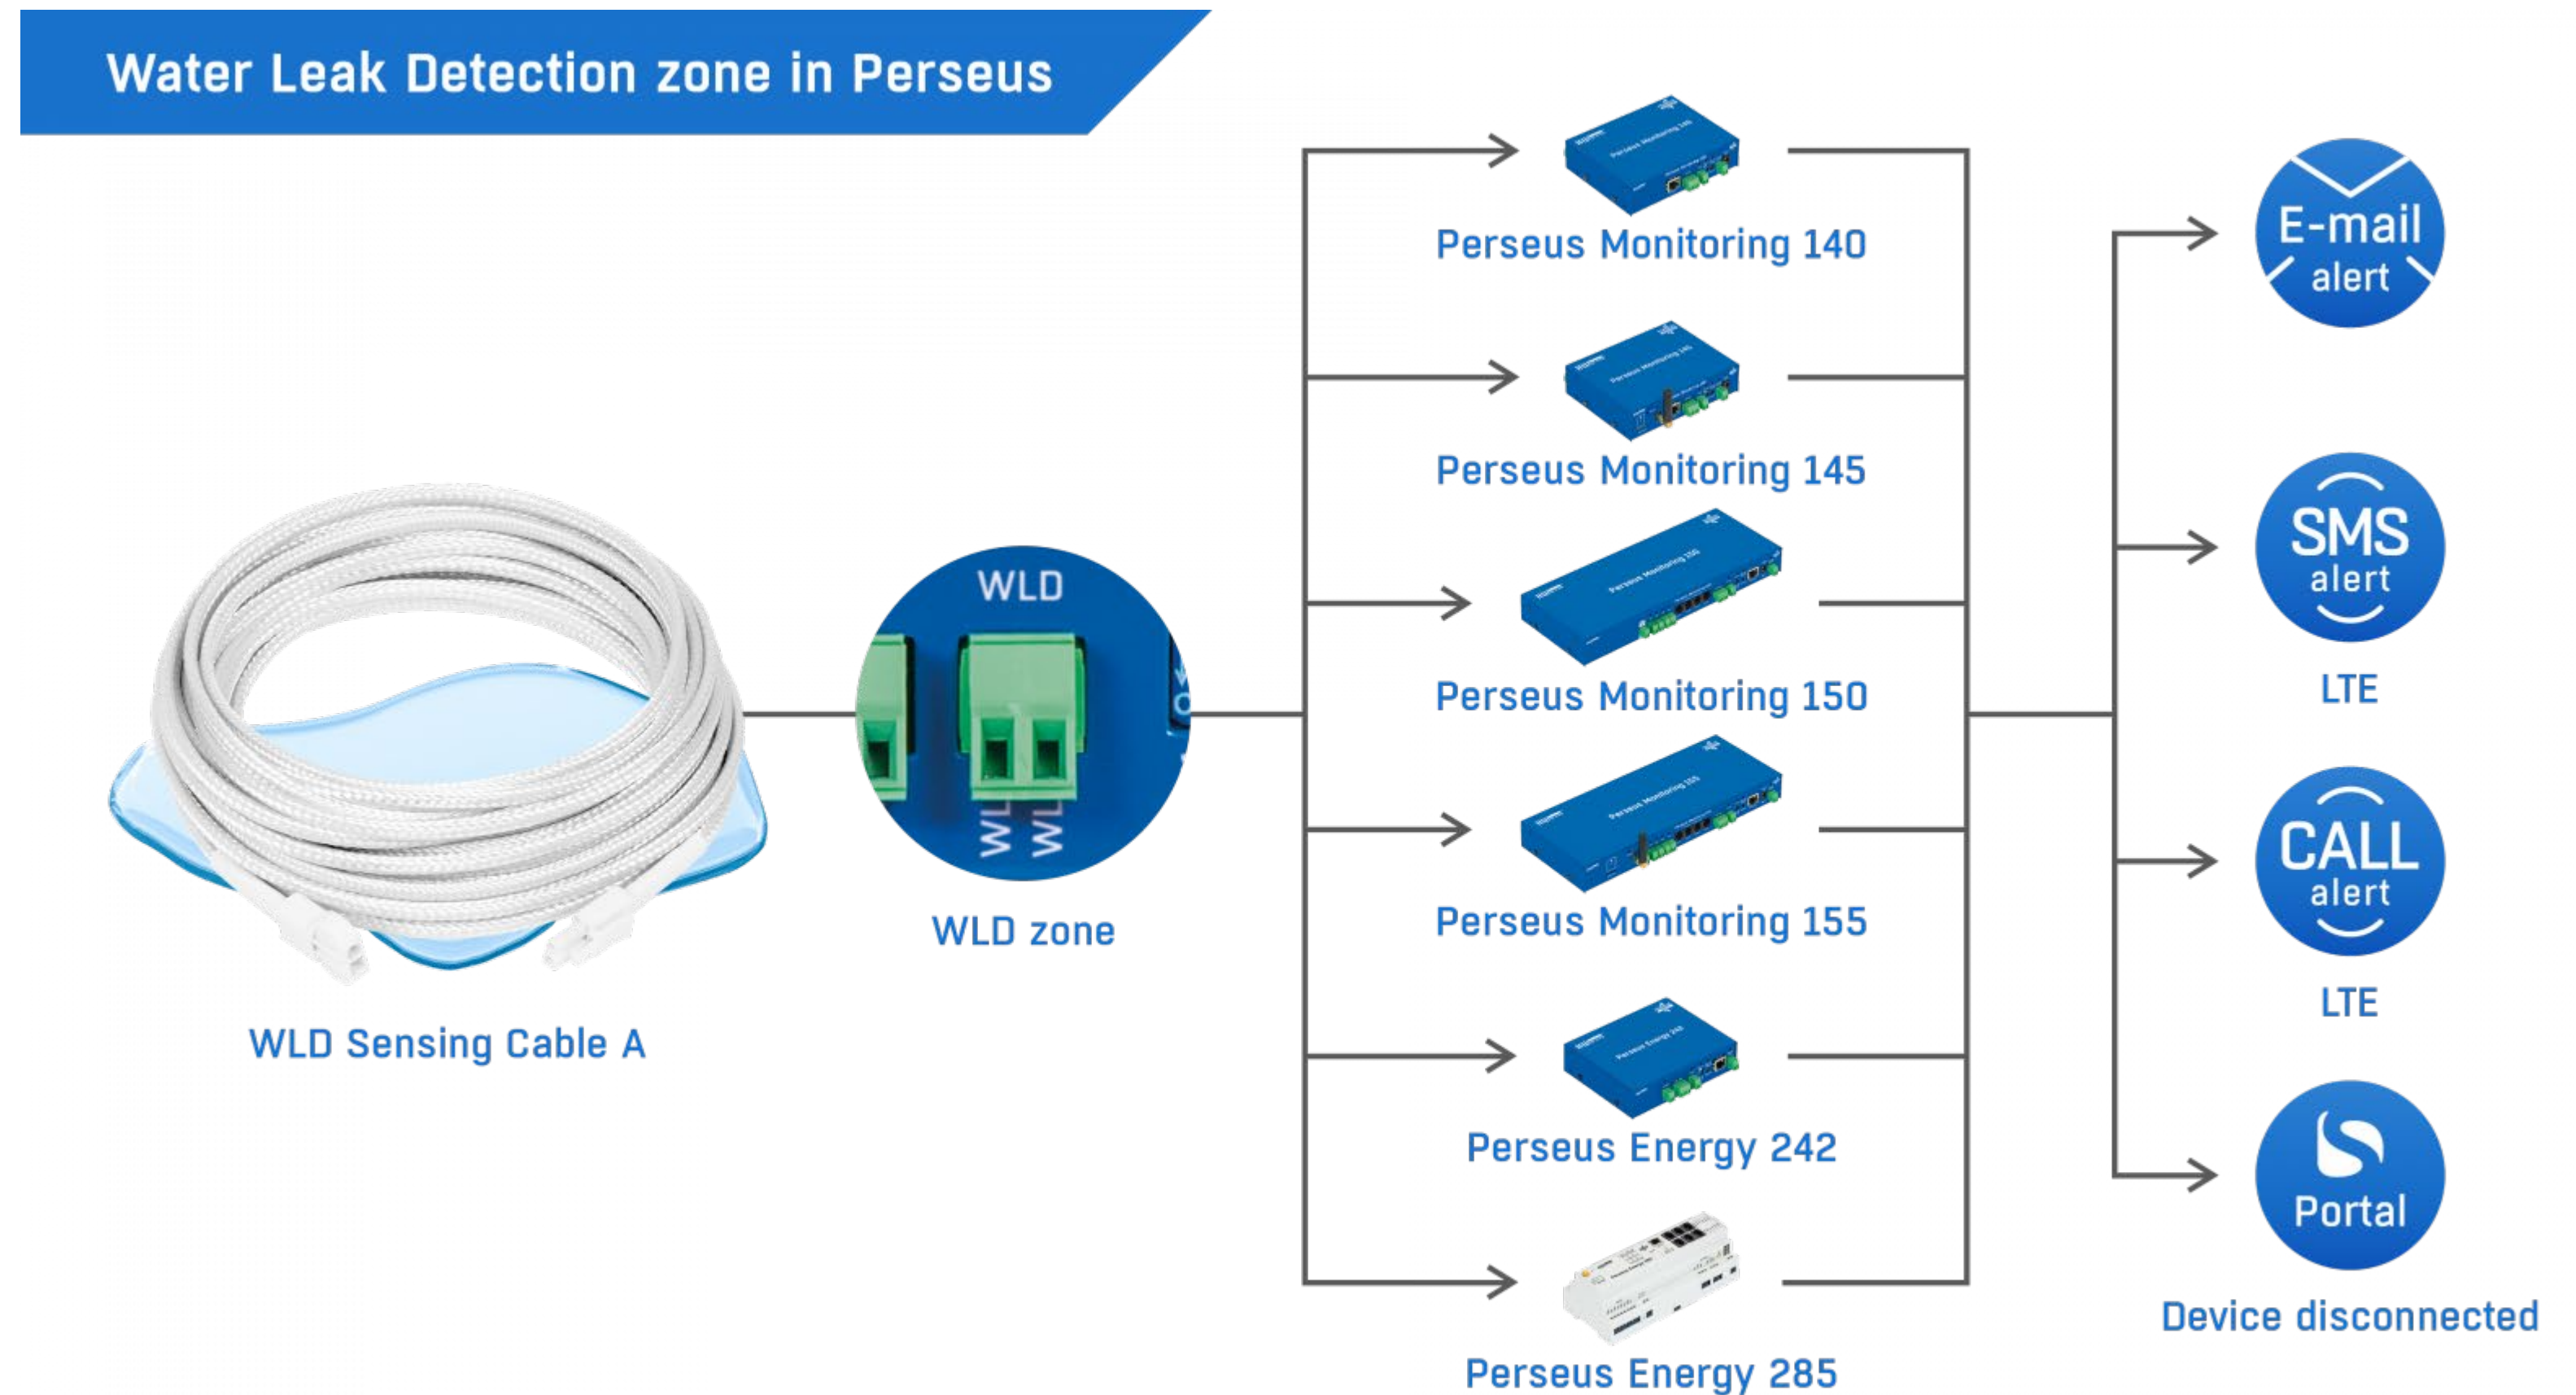 Water Leak Detection zone in Perseus
Perseus Monitoring 140
Perseus Monitoring 145
Perseus Monitoring 150
Perseus Monitoring 155
Perseus Energy 242
Perseus Energy 285
WLD Sensing Cable A
WLD
WL
WL
WLD zone
E-mail
alert
SMS
alert
LTE
CALL
alert
LTE
Portal
Device disconnected